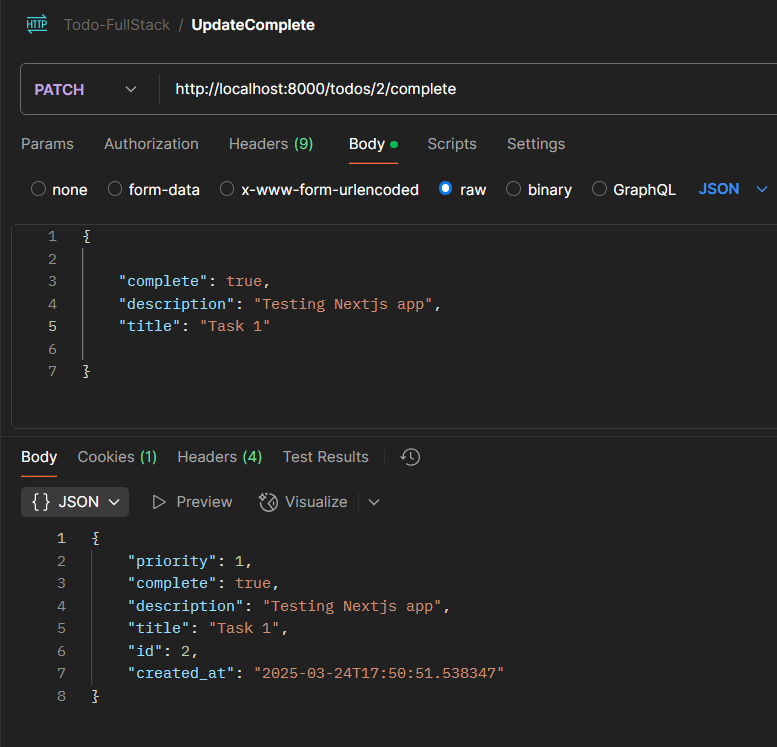 HTTP Todo-FullStack / UpdateComplete
PATCH http://localhost:8000/todos/2/complete
Params Authorization Headers (9) Body Scripts Settings
none form-data x-www-form-urlencoded raw binary GraphQL JSON
1 {
2
3 "complete": true,
4 "description": "Testing Nextjs app",
5 "title": "Task 1"
6
7 }
Body Cookies (1) Headers (4) Test Results
{} JSON Preview Visualize
1 {
2 "priority": 1,
3 "complete": true,
4 "description": "Testing Nextjs app",
5 "title": "Task 1",
6 "id": 2,
7 "created_at": "2025-03-24T17:50:51.538347"
8 }